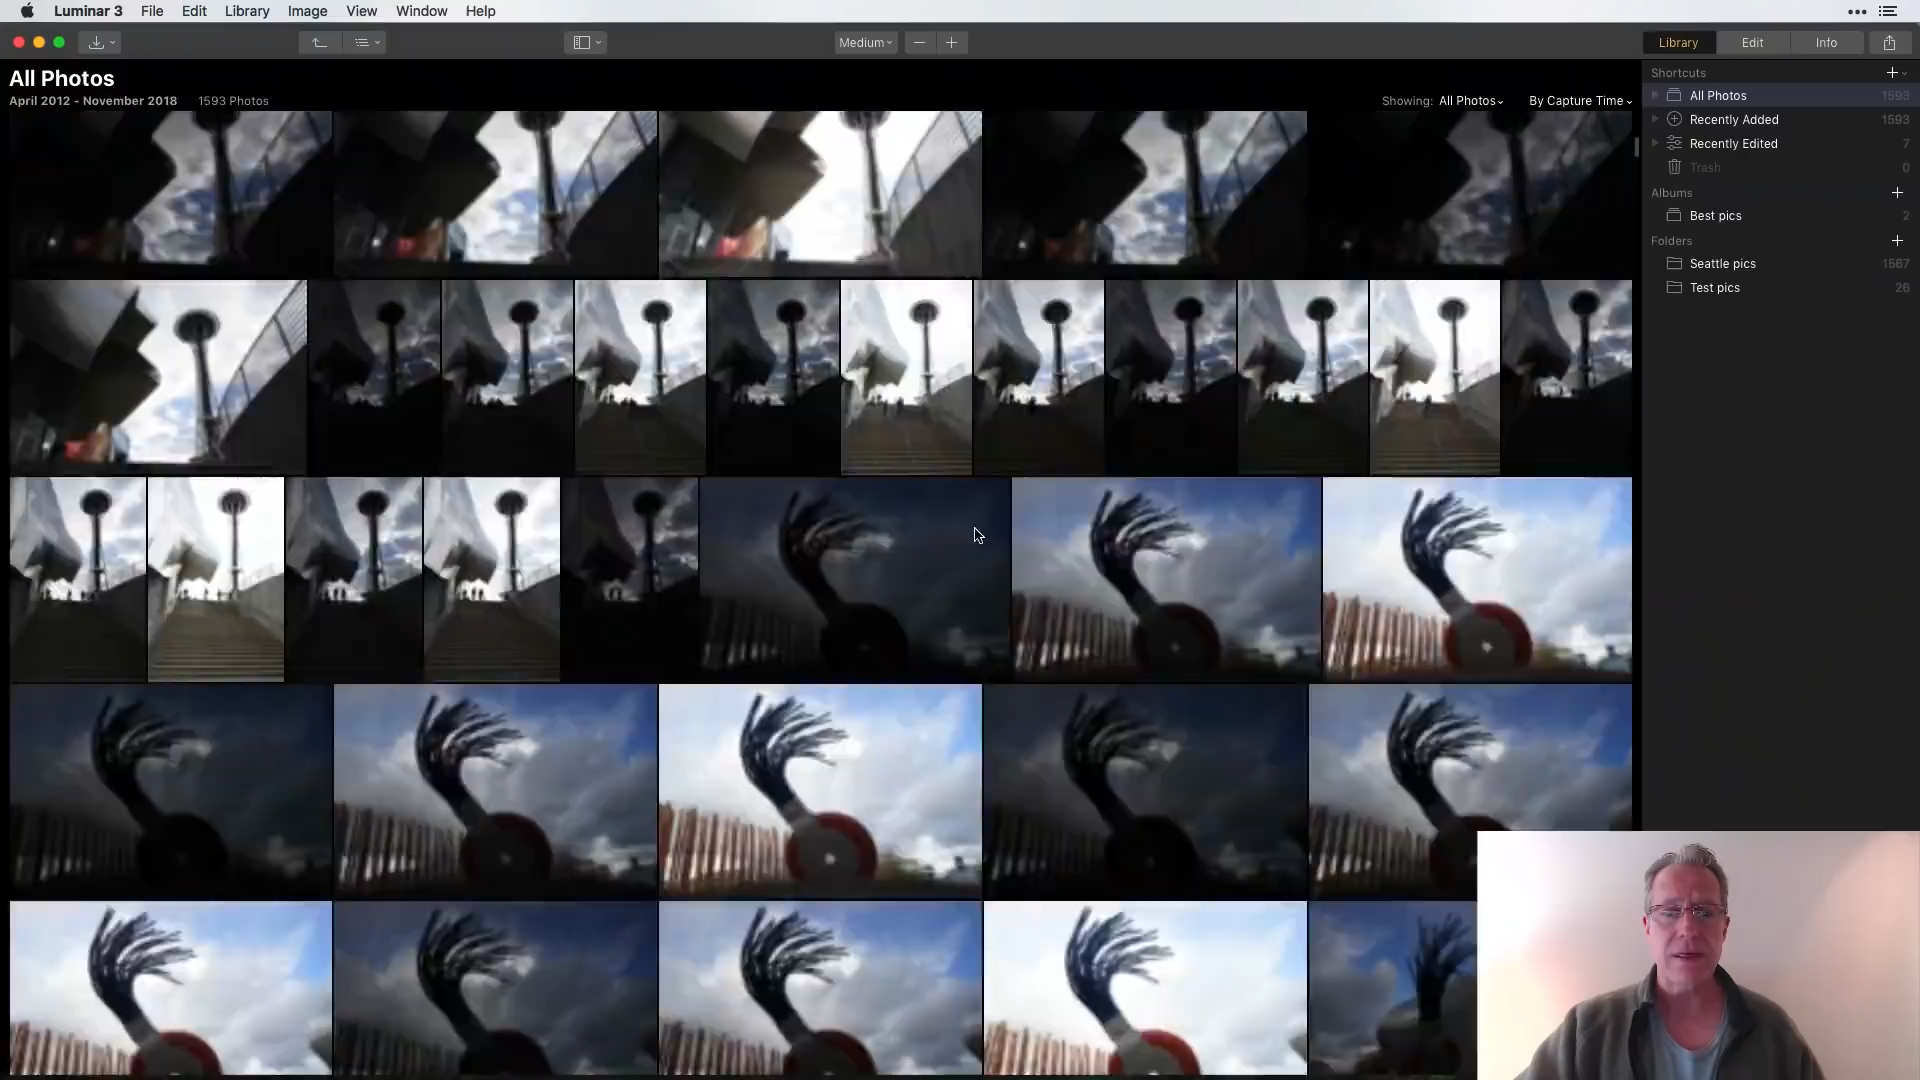 Luminar 3 File Edit Library Image View Window Help
Medium Library Edit Info
All Photos
April 2012 - November 2018 1593 Photos Showing: All Photos By Capture Time
Shortcuts
All Photos 1593
Recently Added 1593
Recently Edited 7
Trash 0
Albums
Best pics 2
Folders
Seattle pics 1567
Test pics 26